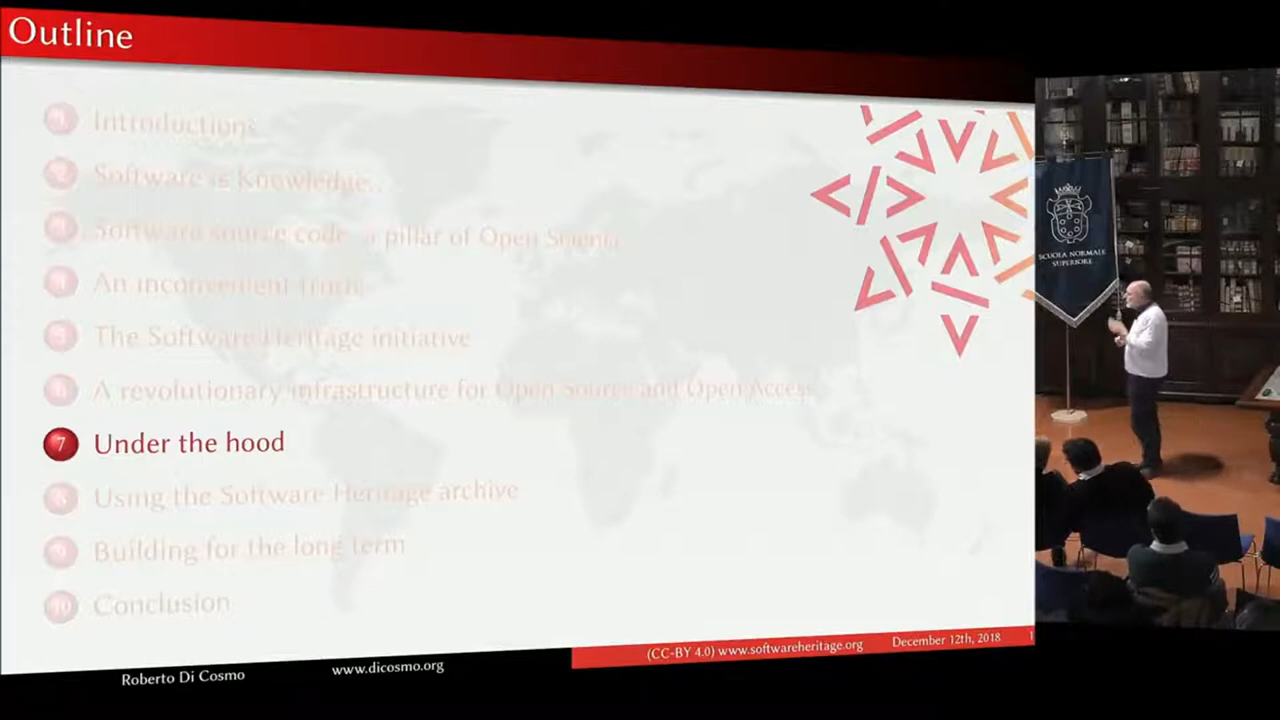 Outline
1 Introductions
2 Software is Knowledge
3 Software source code a pillar of Open
4 An inconvenient truth
5 The Software Heritage initiative
6 A revolutionary infrastructure for Open Source and Open Access
7 Under the hood
8 Using the Software Heritage archive
9 Building for the long term
10 Conclusion
SCUOLA NORMALE
SUPERIORE
(CC-BY 4.0) www.softwareheritage.org December 12th, 2018
Roberto Di Cosmo www.dicosmo.org